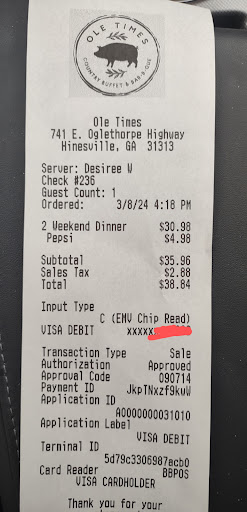 OLE TIMES
COUNTRY BUFFET & BAR-B-QUE
Ole Times
741 E. Oglethorpe Highway
Hinesville, GA 31313
Server: Desiree W
Check #236
Guest Count: 1
Ordered: 3/8/24 4:18 PM
2 Weekend Dinner $30.98
Pepsi $4.98
Subtotal $35.96
Sales Tax $2.88
Total $38.84
Input Type
C (EMV Chip Read)
VISA DEBIT xxxxx
Transaction Type Sale
Authorization Approved
Approval Code 090714
Payment ID JkpTNxzf9kuW
Application ID
A0000000031010
Application Label
VISA DEBIT
Terminal ID
5d79c3306987acb0
Card Reader BBPOS
VISA CARDHOLDER
Thank you for your